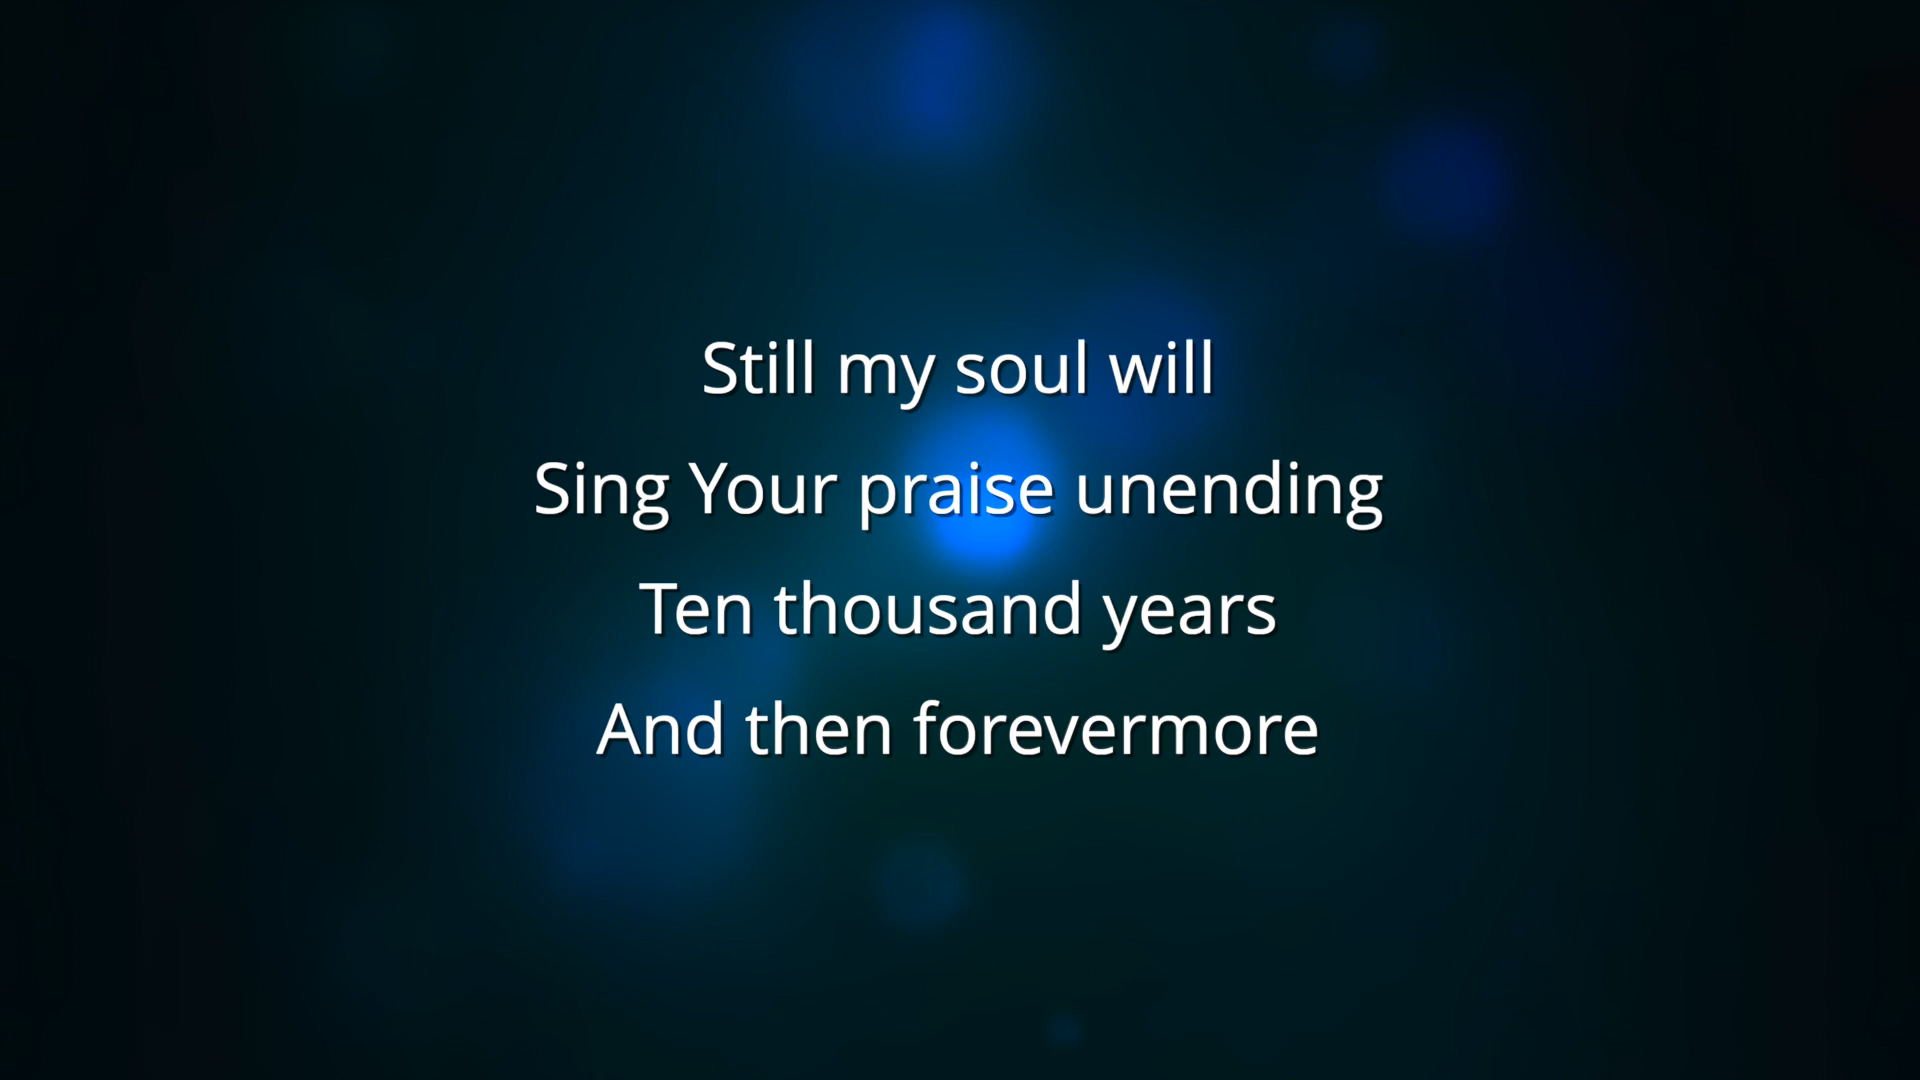 Still my soul will
Sing Your praise unending
Ten thousand years
And then forevermore